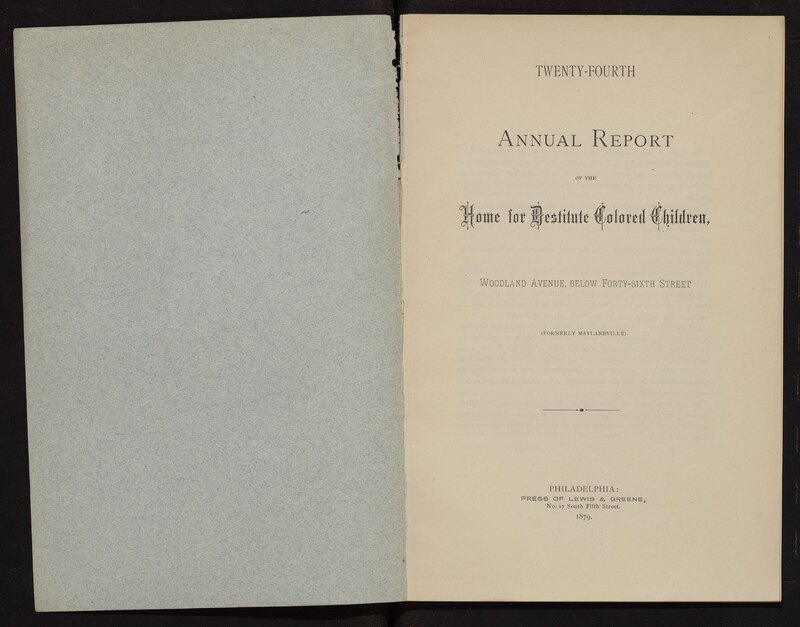 TWENTY-FOURTH
ANNUAL REPORT
OF THE
Home for Destitute Colored Children,
WOODLAND AVENUE, BELOW FORTY-SIXTH STREET
(FORMERLY MAYLANDVILLE).
PHILADELPHIA:
PRESS OF LEWIS & GREENE,
No. 27 South Fifth Street.
1879.